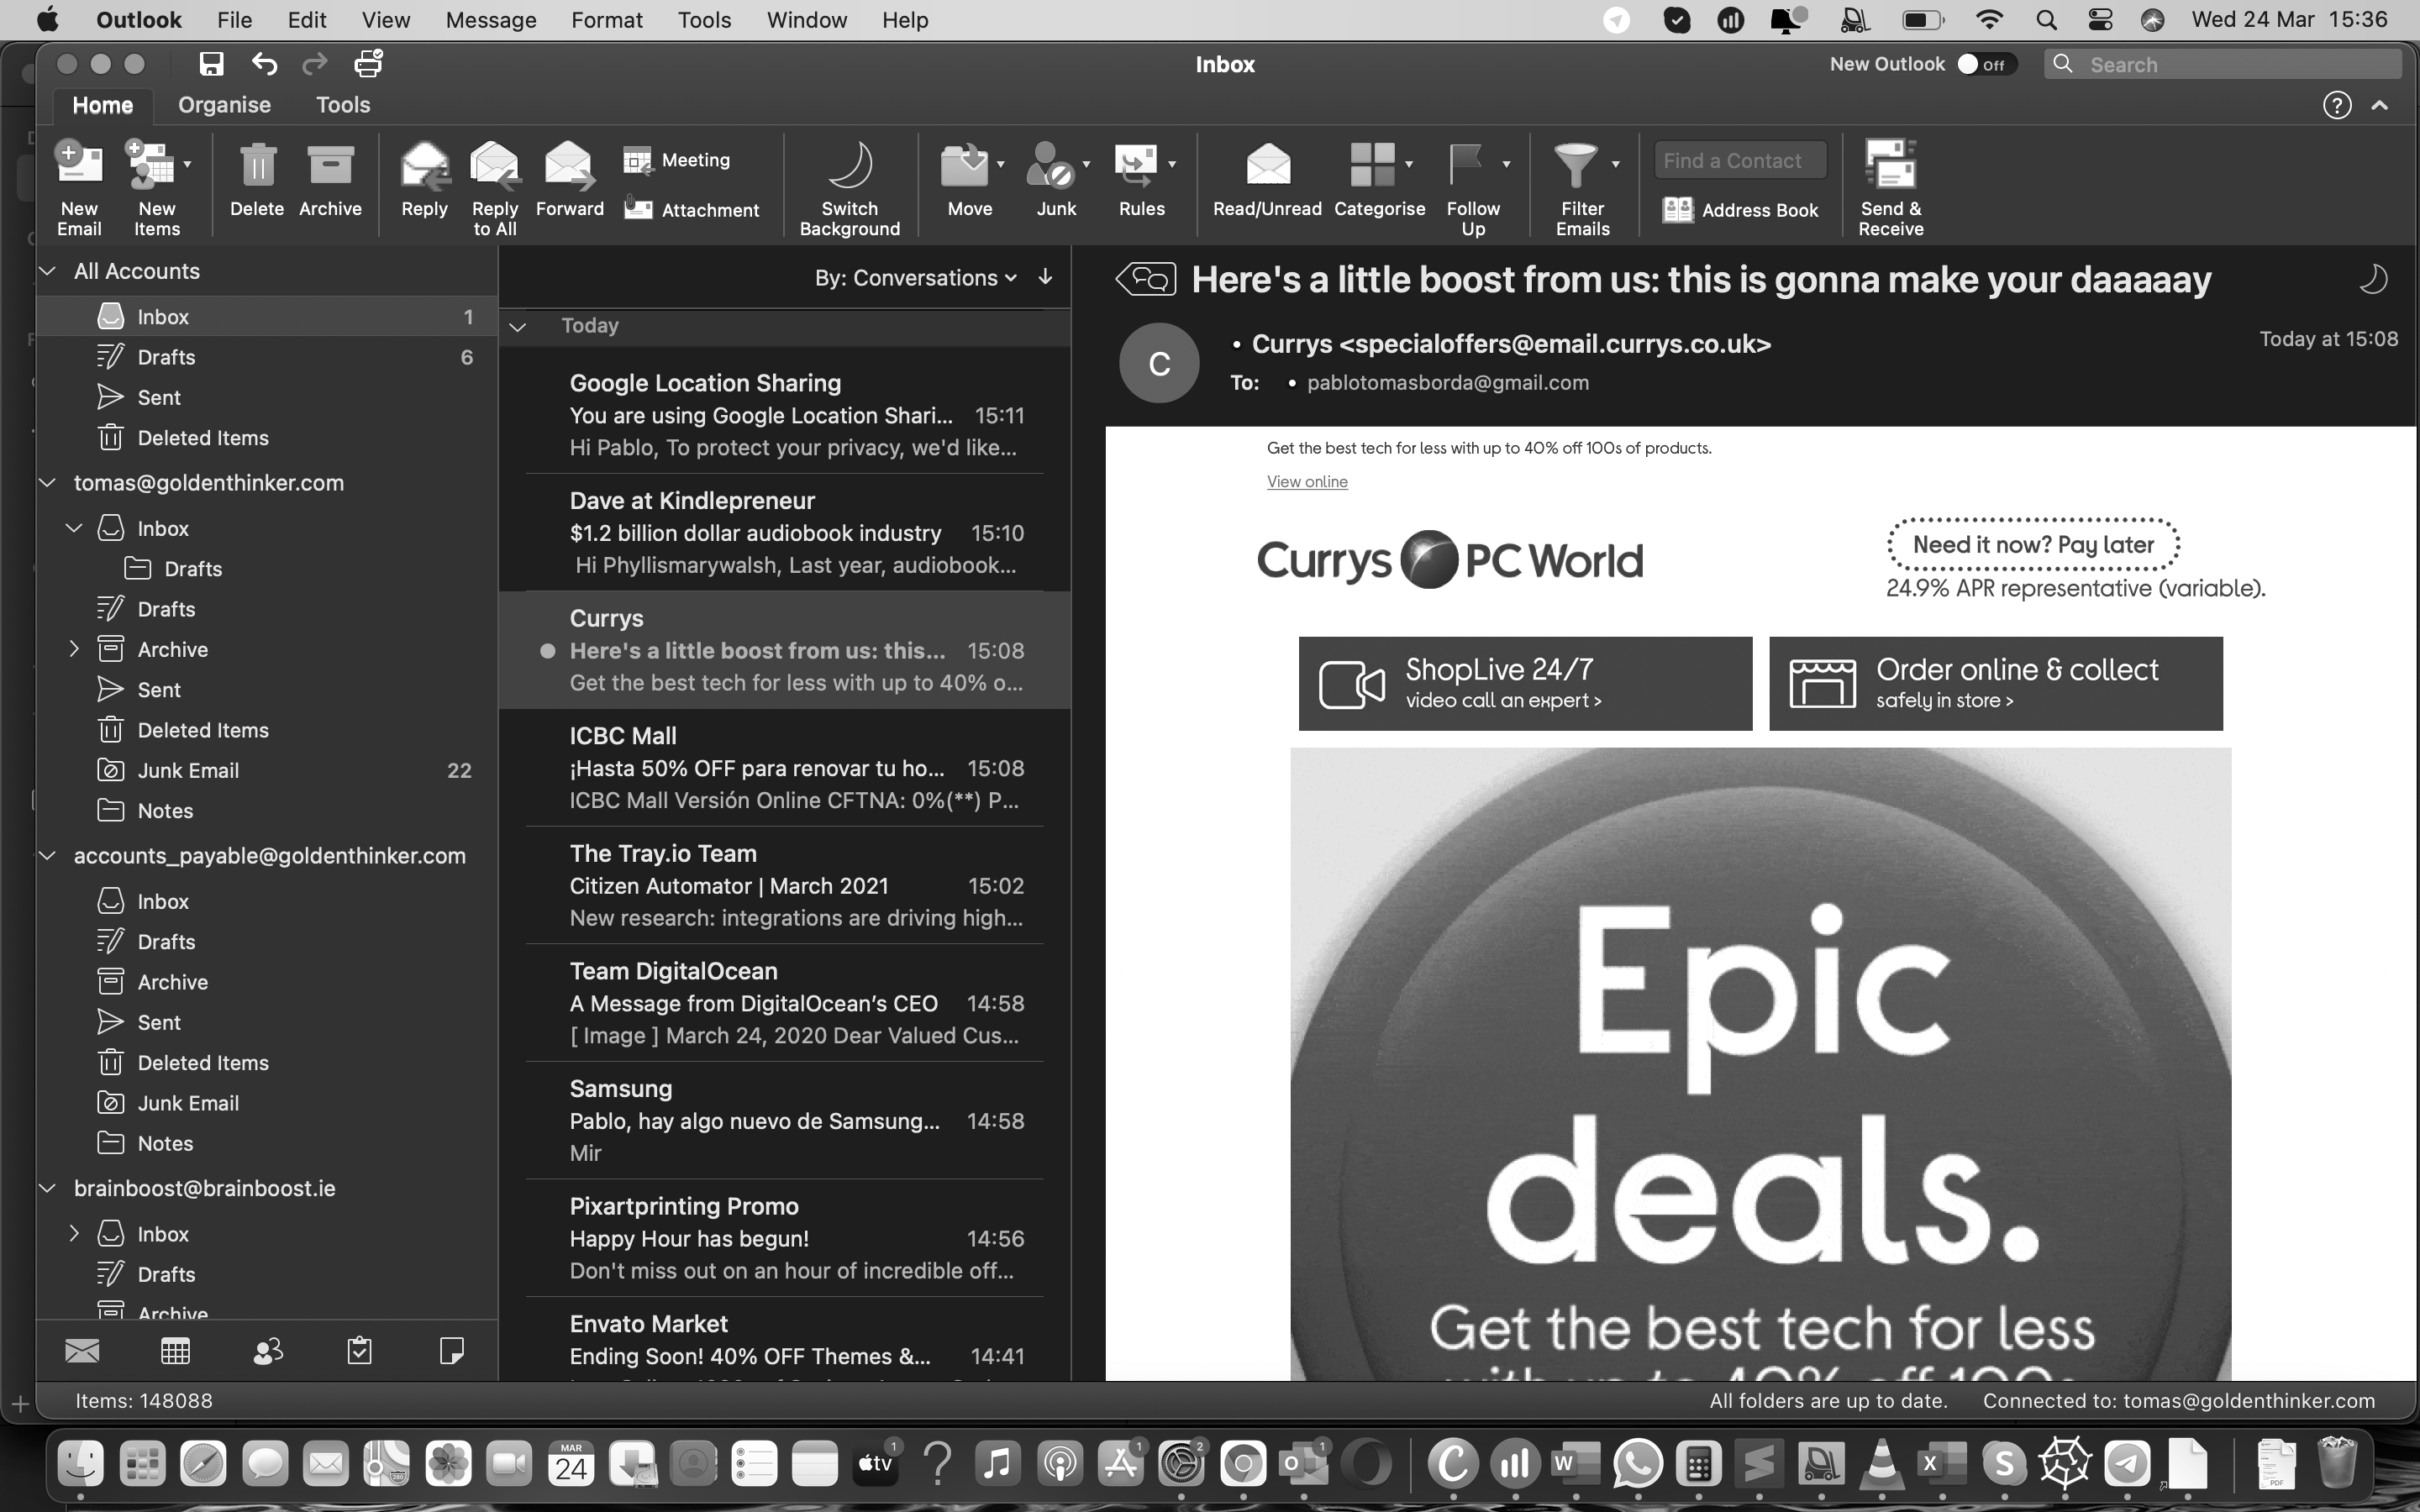 Outlook File Edit View Message Format Tools Window Help
Wed 24 Mar 15:36
Inbox
New Outlook Off
Search
Home Organise Tools
New Email
New Items
Delete
Archive
Reply
Reply to All
Forward
Meeting
Attachment
Switch Background
Move
Junk
Rules
Read/Unread
Categorise
Follow Up
Filter Emails
Find a Contact
Address Book
Send & Receive
All Accounts
Inbox 1
Drafts 6
Sent
Deleted Items
tomas@goldenthinker.com
Inbox
Drafts
Drafts
Archive
Sent
Deleted Items
Junk Email 22
Notes
accounts_payable@goldenthinker.com
Inbox
Drafts
Archive
Sent
Deleted Items
Junk Email
Notes
brainboost@brainboost.ie
Inbox
Drafts
Archive
Items: 148088
By: Conversations
Today
Google Location Sharing
You are using Google Location Shari... 15:11
Hi Pablo, To protect your privacy, we'd like...
Dave at Kindlepreneur
$1.2 billion dollar audiobook industry 15:10
Hi Phyllismarywalsh, Last year, audiobook...
Currys
Here's a little boost from us: this... 15:08
Get the best tech for less with up to 40% o...
ICBC Mall
¡Hasta 50% OFF para renovar tu ho... 15:08
ICBC Mall Versión Online CFTNA: 0%(**) P...
The Tray.io Team
Citizen Automator | March 2021 15:02
New research: integrations are driving high...
Team DigitalOcean
A Message from DigitalOcean’s CEO 14:58
[ Image ] March 24, 2020 Dear Valued Cus...
Samsung
Pablo, hay algo nuevo de Samsung... 14:58
Mir
Pixartprinting Promo
Happy Hour has begun! 14:56
Don't miss out on an hour of incredible off...
Envato Market
Ending Soon! 40% OFF Themes &... 14:41
Here's a little boost from us: this is gonna make your daaaaay
C
Currys <specialoffers@email.currys.co.uk>
Today at 15:08
To: pablotomasborda@gmail.com
Get the best tech for less with up to 40% off 100s of products.
View online
Currys PC World
Need it now? Pay later
24.9% APR representative (variable).
ShopLive 24/7
video call an expert >
Order online & collect
safely in store >
Epic
deals.
Get the best tech for less
with up to 40% off 100s
All folders are up to date. Connected to: tomas@goldenthinker.com
MAR
24
tv
1
1
2
1
PDF